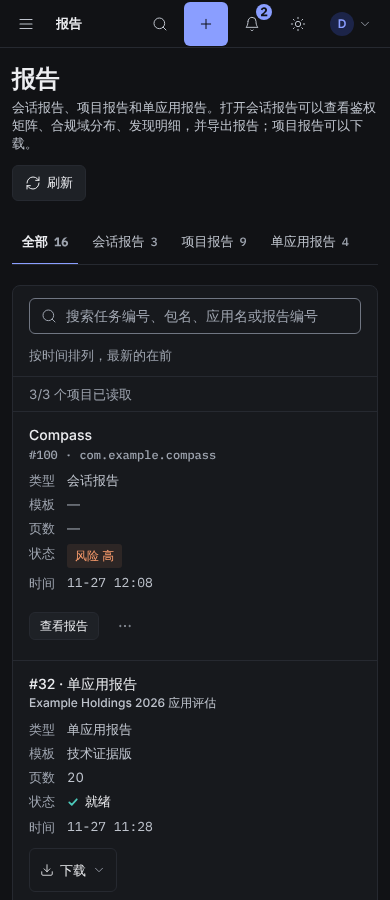 报告
2
D
报告
会话报告、项目报告和单应用报告。打开会话报告可以查看鉴权
矩阵、合规域分布、发现明细，并导出报告；项目报告可以下
载。
刷新
全部 16 会话报告 3 项目报告 9 单应用报告 4
搜索任务编号、包名、应用名或报告编号
按时间排列，最新的在前
3/3 个项目已读取
Compass
#100 · com.example.compass
类型 会话报告
模板 —
页数 —
状态 风险 高
时间 11-27 12:08
查看报告 ···
#32 · 单应用报告
Example Holdings 2026 应用评估
类型 单应用报告
模板 技术证据版
页数 20
状态 就绪
时间 11-27 11:28
下载